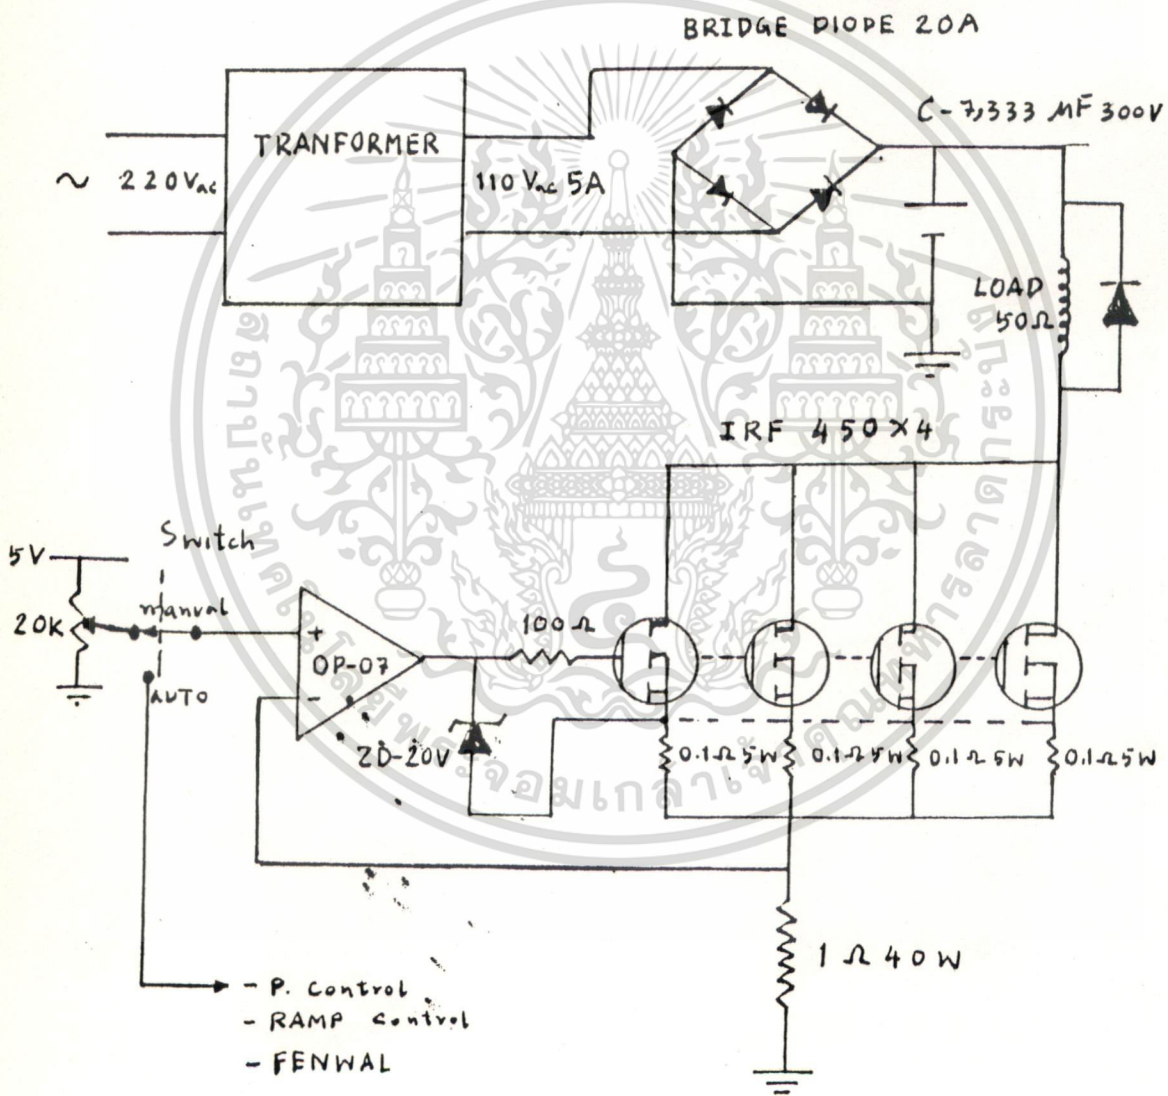 BRIDGE DIODE 20A
C-7,333 MF 300V
TRANFORMER
~ 220Vac
110 Vac 5A
LOAD
50Ω
IRF 450X4
Switch
5V
manual
20K
AUTO
+
OP-07
-
100Ω
ZD-20V
0.1Ω 5W
0.1Ω 5W
0.1Ω 5W
0.1Ω 5W
1Ω 40W
- P. Control
- RAMP Control
- FENWAL